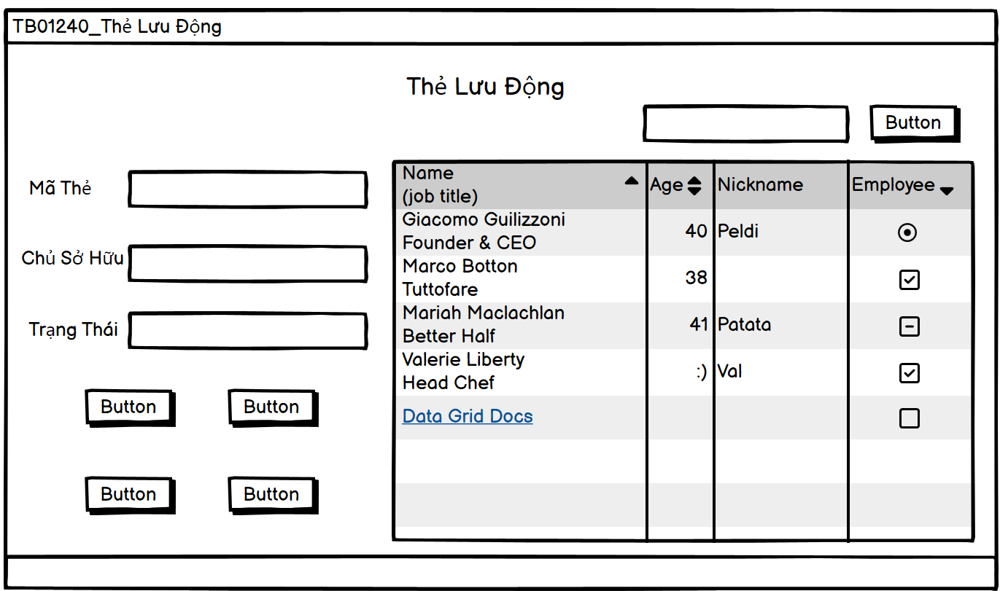 TB01240_Thẻ Lưu Động
Thẻ Lưu Động
Button
Mã Thẻ
Chủ Sở Hữu
Trạng Thái
Button
Button
Button
Button
Name
(job title)
Age
Nickname
Employee
Giacomo Guilizzoni
Founder & CEO
40
Peldi
Marco Botton
Tuttofare
38
Mariah Maclachlan
Better Half
41
Patata
Valerie Liberty
Head Chef
:)
Val
Data Grid Docs